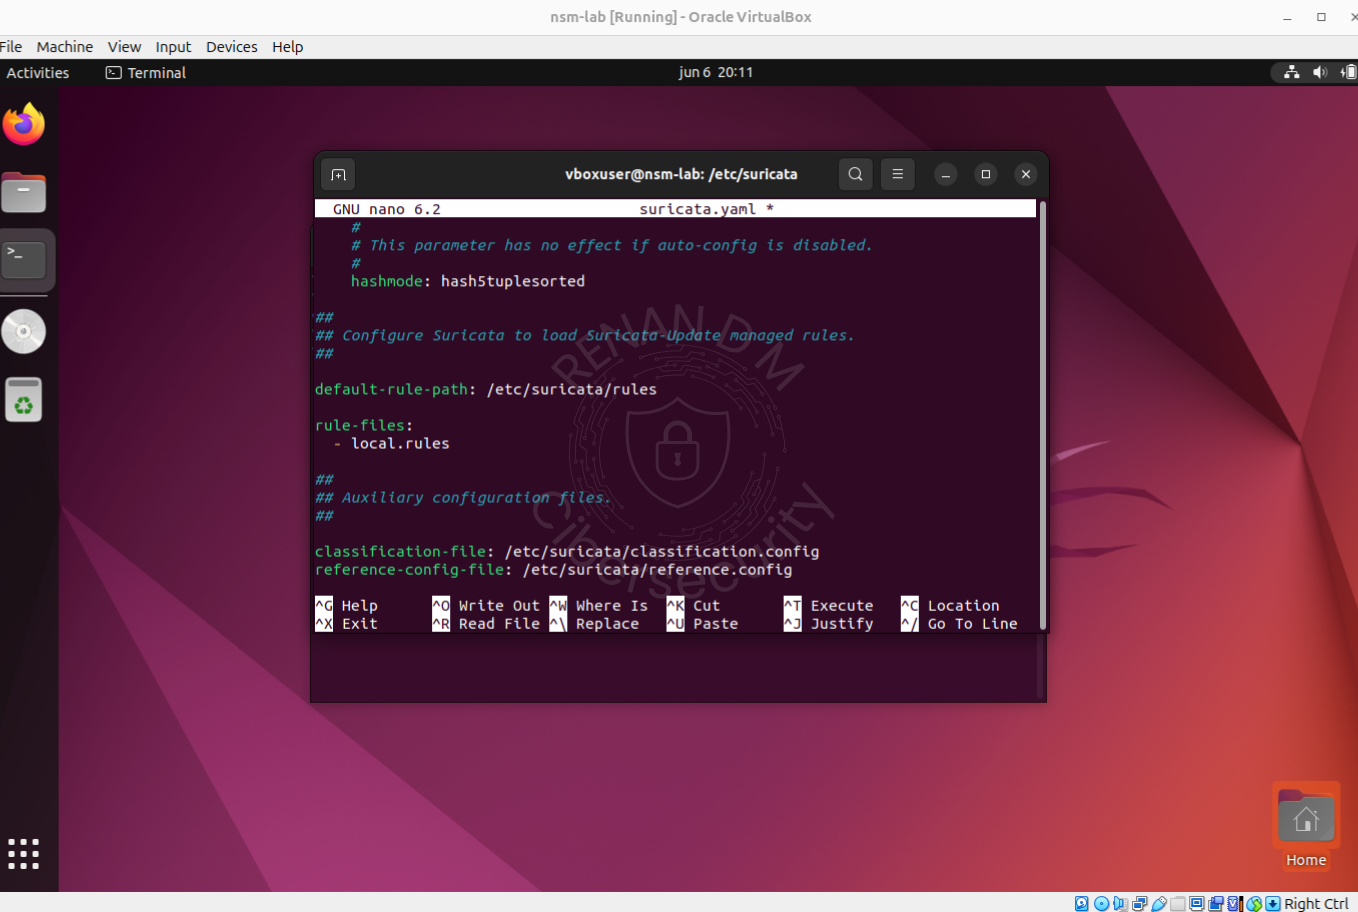 nsm-lab [Running] - Oracle VirtualBox
File Machine View Input Devices Help
Activities Terminal jun 6 20:11
vboxuser@nsm-lab: /etc/suricata
GNU nano 6.2 suricata.yaml *
#
# This parameter has no effect if auto-config is disabled.
#
hashmode: hash5tuplesorted
##
## Configure Suricata to load Suricata-Update managed rules.
##
default-rule-path: /etc/suricata/rules
rule-files:
- local.rules
##
## Auxiliary configuration files.
##
classification-file: /etc/suricata/classification.config
reference-config-file: /etc/suricata/reference.config
^G Help ^O Write Out ^W Where Is ^K Cut ^T Execute ^C Location
^X Exit ^R Read File ^\ Replace ^U Paste ^J Justify ^/ Go To Line
RENAN D M
Cibersecurity
Home
Right Ctrl